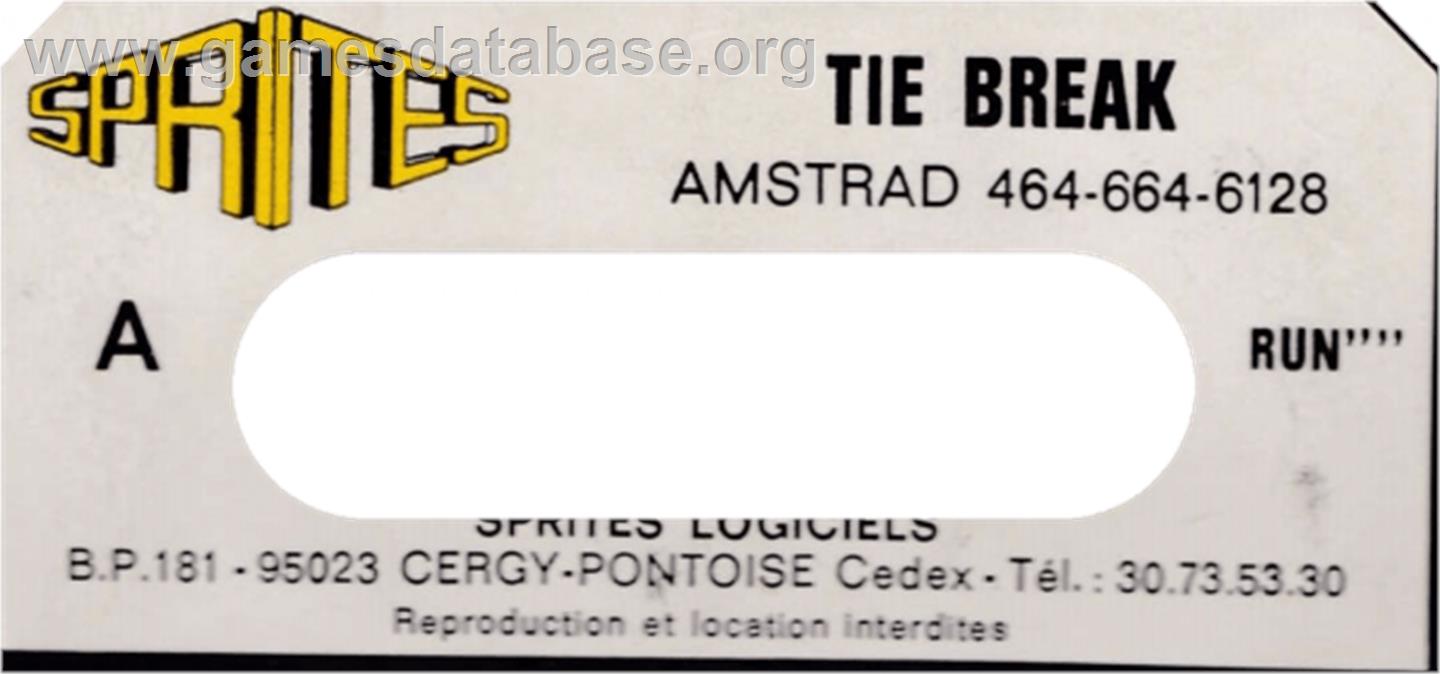 www.gamesdatabase.org
SPRITES
TIE BREAK
AMSTRAD 464-664-6128
A
RUN""
SPRITES LOGICIELS
B.P.181 - 95023 CERGY-PONTOISE Cedex - Tél. : 30.73.53.30
Reproduction et location interdites